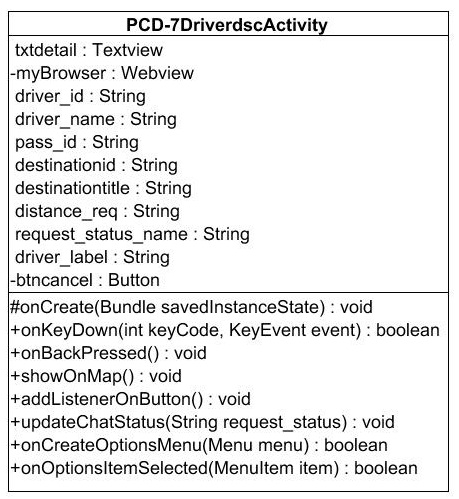 PCD-7DriverdscActivity
txtdetail : Textview
-myBrowser : Webview
driver_id : String
driver_name : String
pass_id : String
destinationid : String
destinationtitle : String
distance_req : String
request_status_name : String
driver_label : String
-btncancel : Button
#onCreate(Bundle savedInstanceState) : void
+onKeyDown(int keyCode, KeyEvent event) : boolean
+onBackPressed() : void
+showOnMap() : void
+addListenerOnButton() : void
+updateChatStatus(String request_status) : void
+onCreateOptionsMenu(Menu menu) : boolean
+onOptionsItemSelected(MenuItem item) : boolean